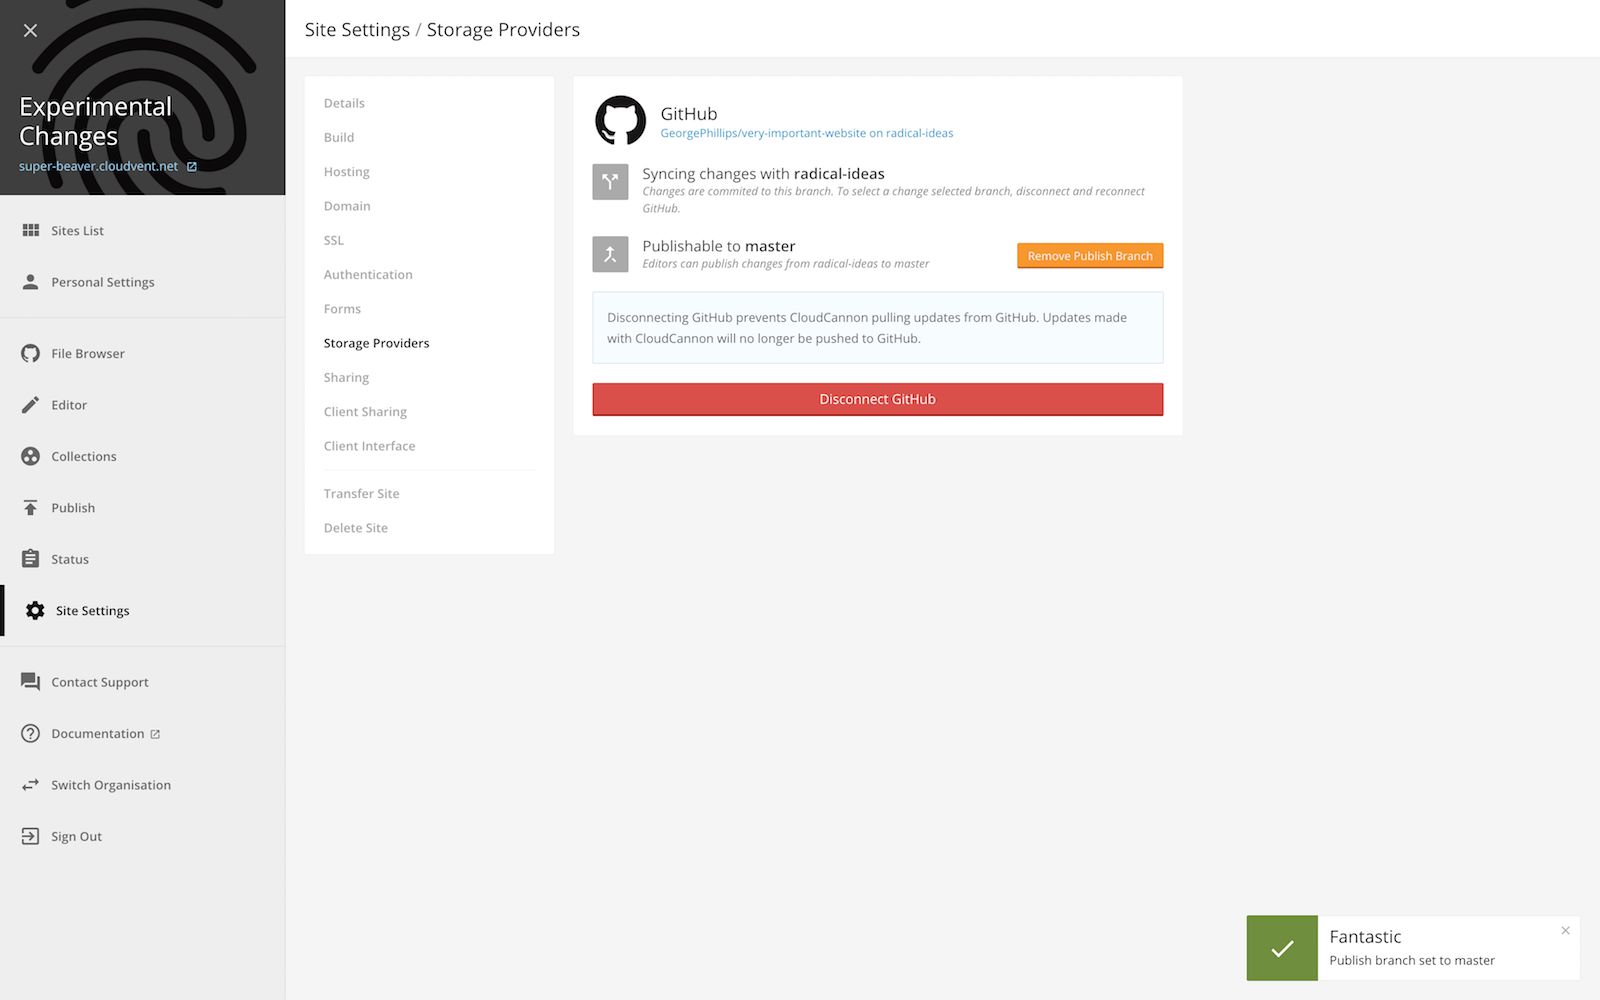 Experimental
Changes
super-beaver.cloudvent.net
Sites List
Personal Settings
File Browser
Editor
Collections
Publish
Status
Site Settings
Contact Support
Documentation
Switch Organisation
Sign Out
Site Settings / Storage Providers
Details
Build
Hosting
Domain
SSL
Authentication
Forms
Storage Providers
Sharing
Client Sharing
Client Interface
Transfer Site
Delete Site
GitHub
GeorgePhillips/very-important-website on radical-ideas
Syncing changes with radical-ideas
Changes are commited to this branch. To select a change selected branch, disconnect and reconnect
GitHub.
Publishable to master
Editors can publish changes from radical-ideas to master
Remove Publish Branch
Disconnecting GitHub prevents CloudCannon pulling updates from GitHub. Updates made
with CloudCannon will no longer be pushed to GitHub.
Disconnect GitHub
Fantastic
Publish branch set to master